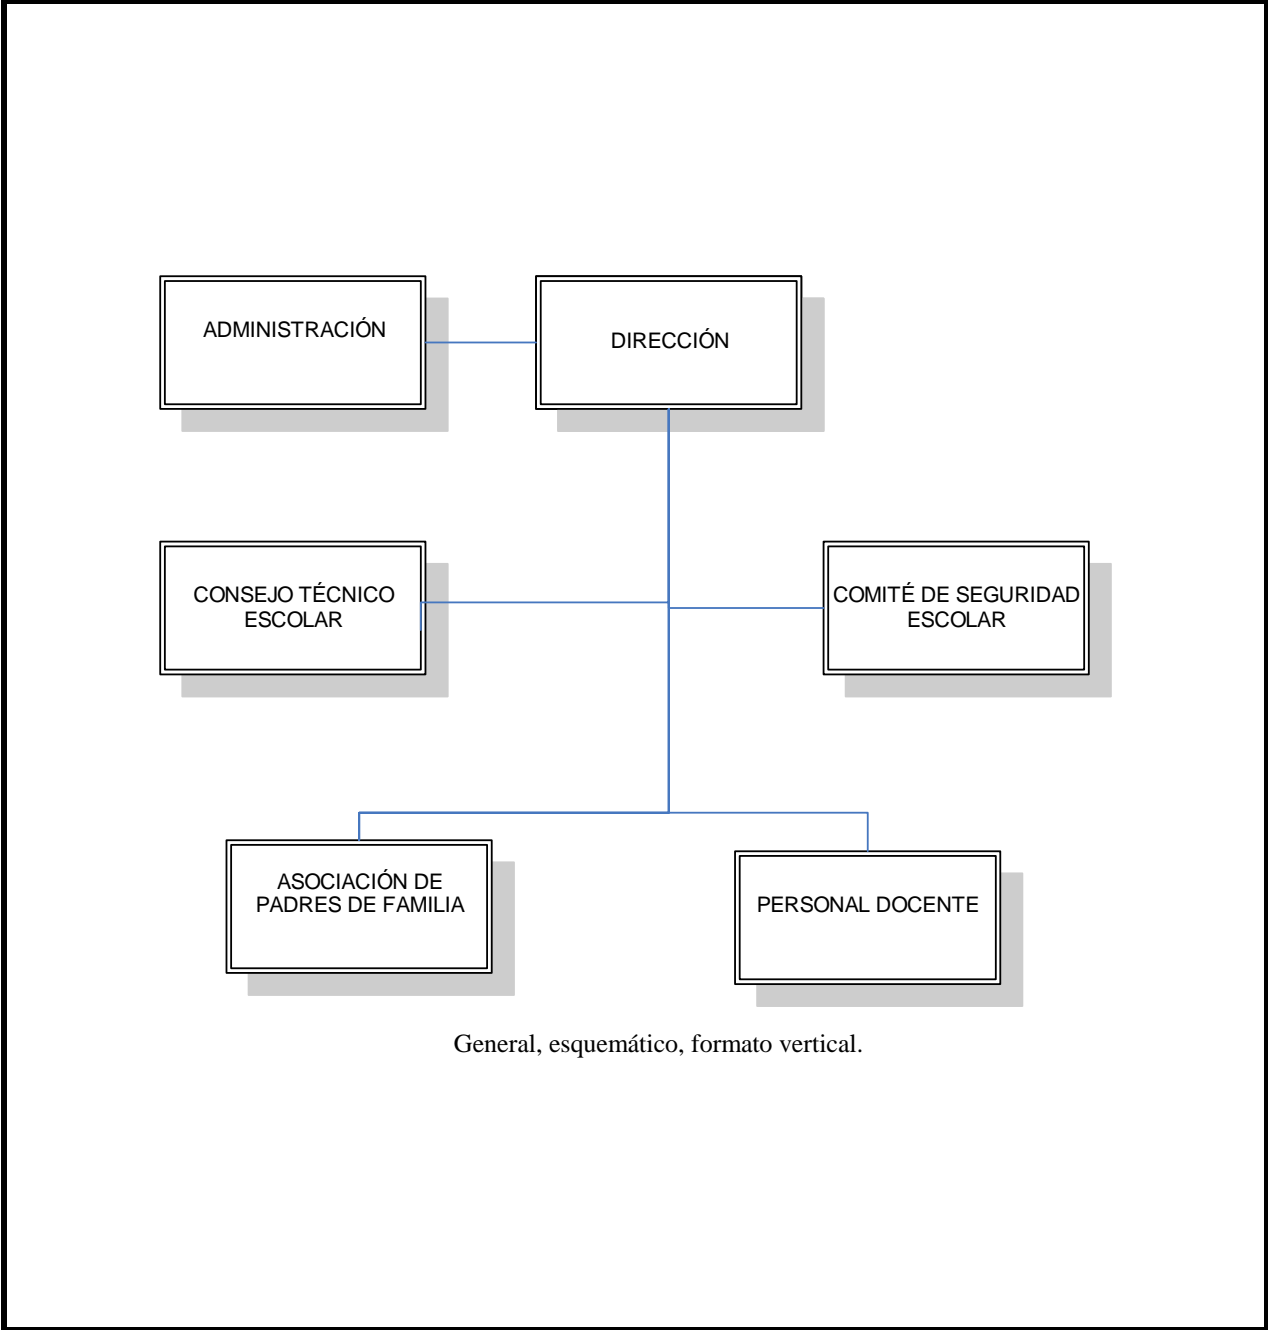 ADMINISTRACIÓN
DIRECCIÓN
CONSEJO TÉCNICO
ESCOLAR
COMITÉ DE SEGURIDAD
ESCOLAR
ASOCIACIÓN DE
PADRES DE FAMILIA
PERSONAL DOCENTE
General, esquemático, formato vertical.